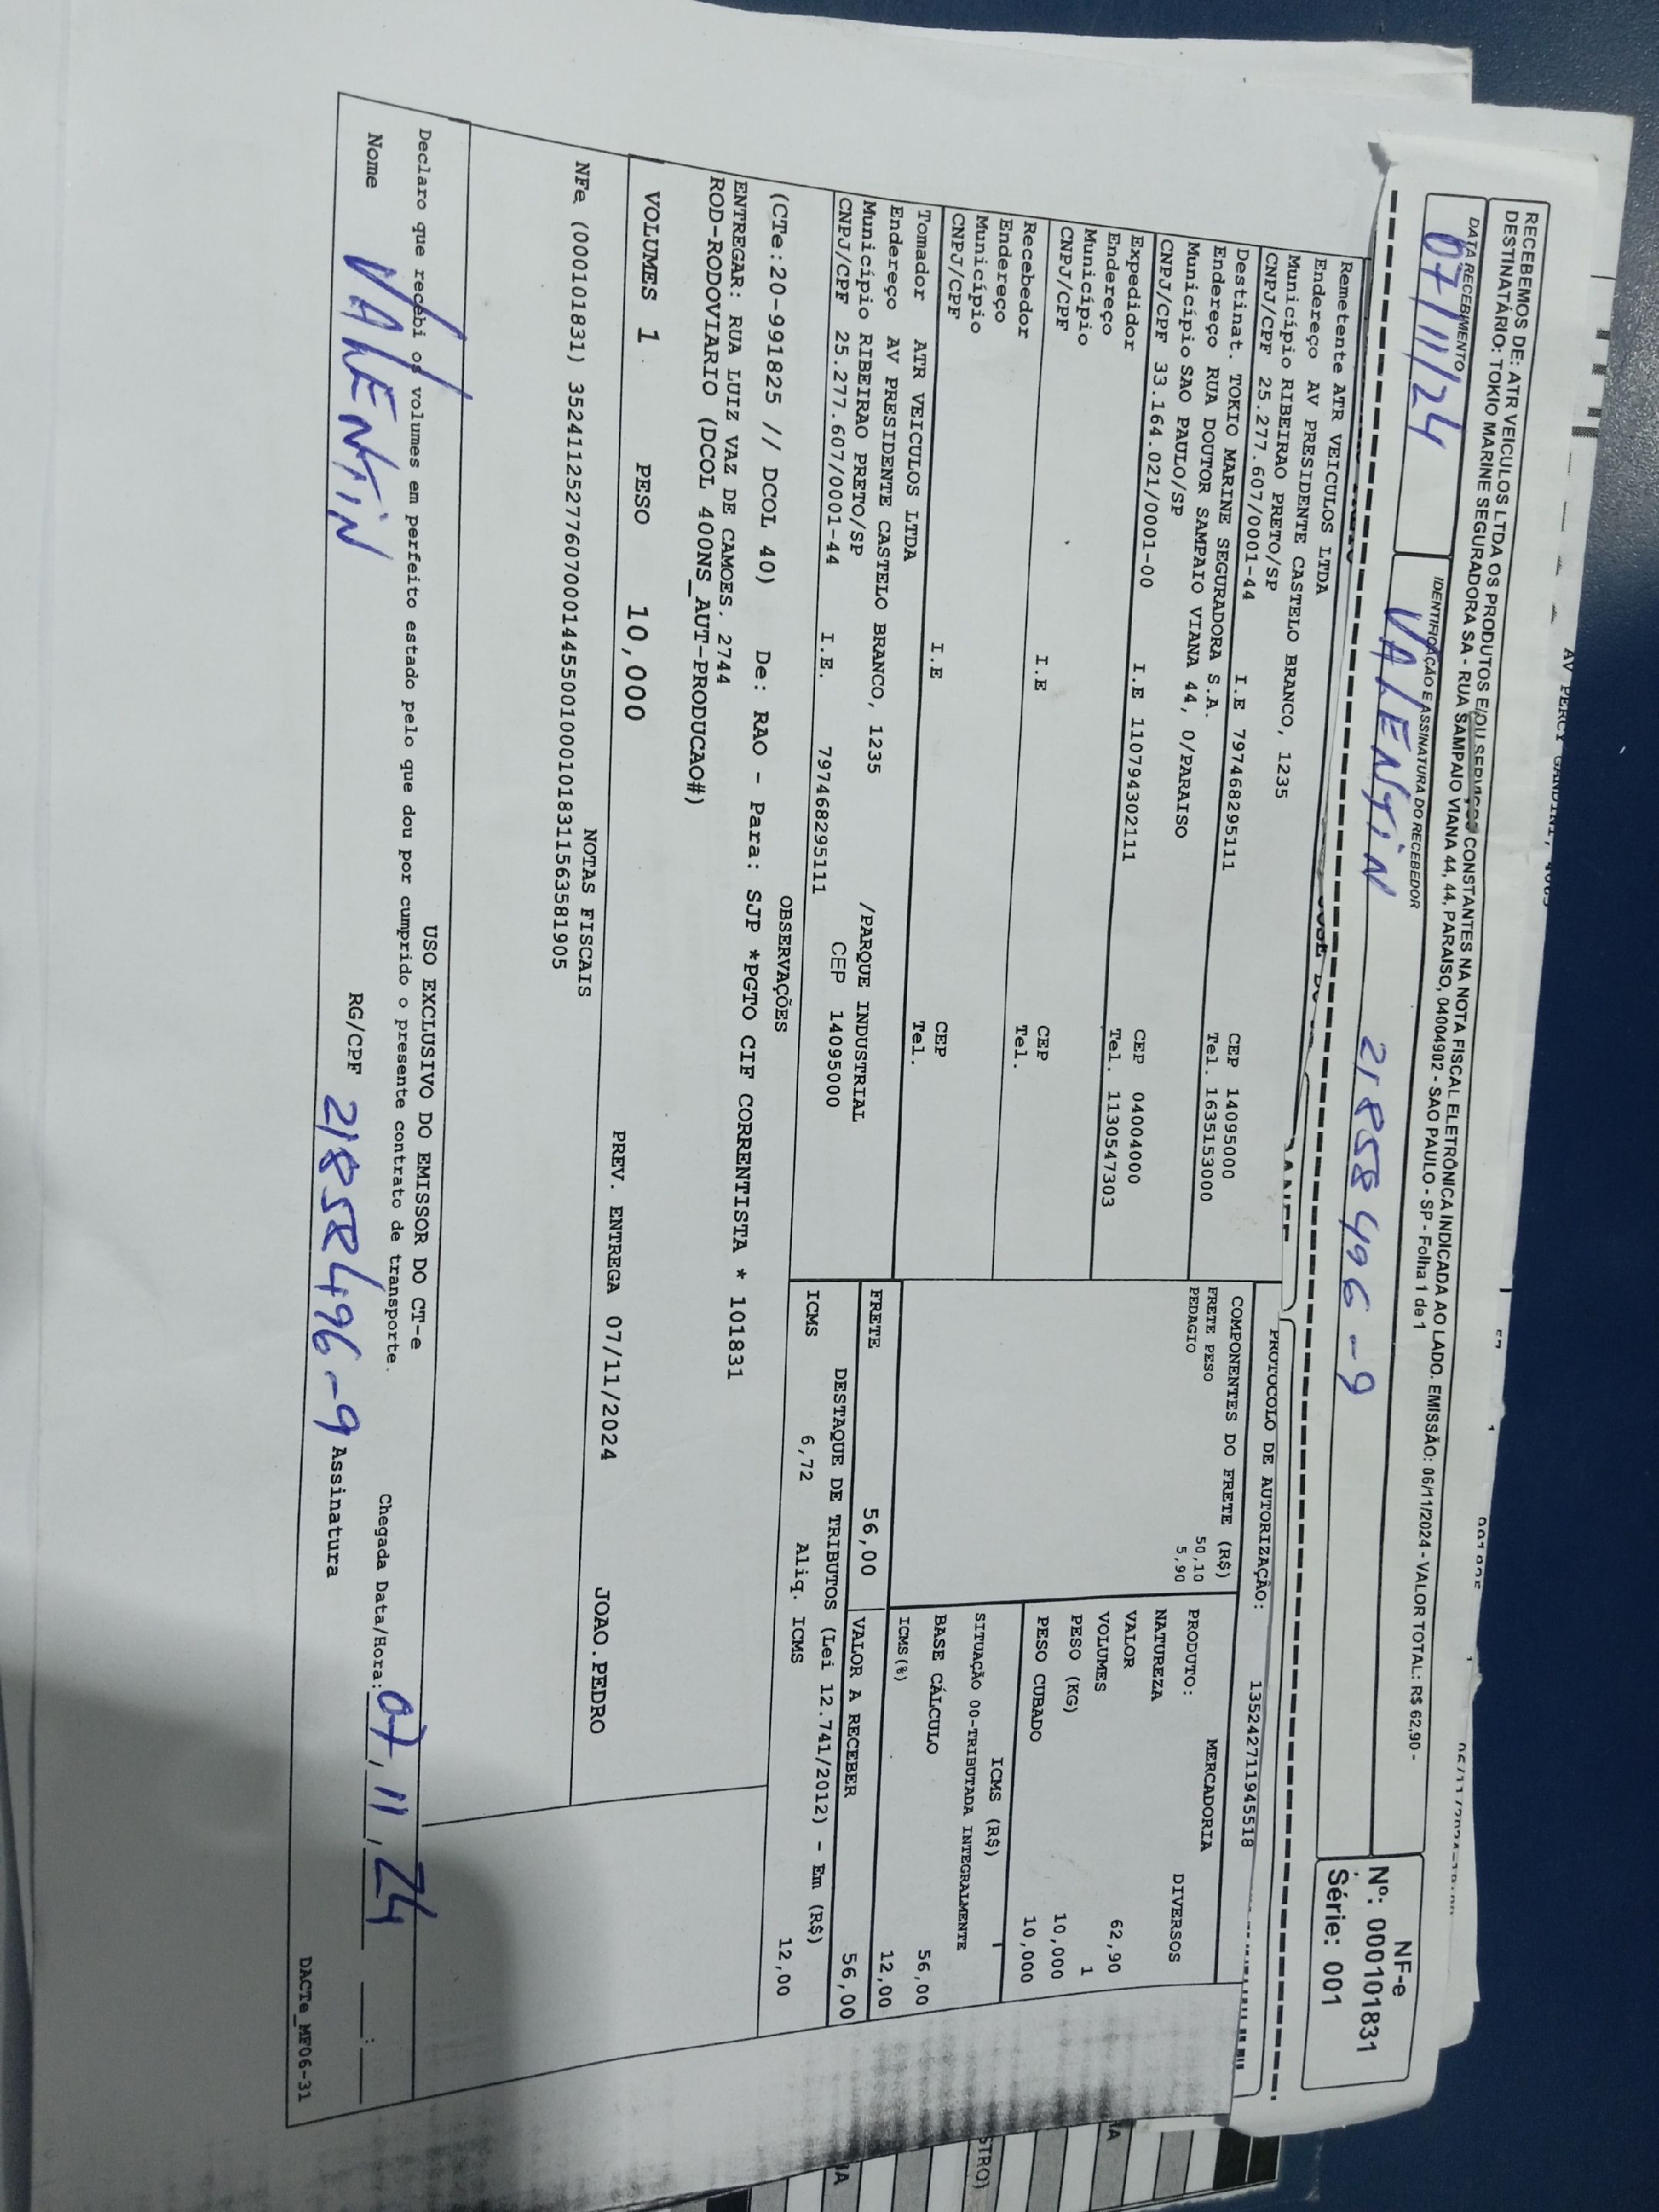 AV PERCY GANDINI, 4005
RECEBEMOS DE: ATR VEICULOS LTDA OS PRODUTOS E/OU SERVIÇOS CONSTANTES NA NOTA FISCAL ELETRÔNICA INDICADA AO LADO. EMISSÃO: 06/11/2024 - VALOR TOTAL: R$ 62,90 -
DESTINATÁRIO: TOKIO MARINE SEGURADORA SA - RUA SAMPAIO VIANA 44, 44, PARAISO, 04004902 - SAO PAULO - SP - Folha 1 de 1
DATA RECEBIMENTO
07/11/24
IDENTIFICAÇÃO E ASSINATURA DO RECEBEDOR
VALENTiN 21858496-9
NF-e
Nº: 000101831
Série: 001
PROTOCOLO DE AUTORIZAÇÃO: 135242711945518
Remetente ATR VEICULOS LTDA
Endereço AV PRESIDENTE CASTELO BRANCO, 1235
Município RIBEIRAO PRETO/SP CEP 14095000
CNPJ/CPF 25.277.607/0001-44 I.E 797468295111 Tel. 1635153000
Destinat. TOKIO MARINE SEGURADORA S.A.
Endereço RUA DOUTOR SAMPAIO VIANA 44, 0/PARAISO
Município SAO PAULO/SP CEP 04004000
CNPJ/CPF 33.164.021/0001-00 I.E 110794302111 Tel. 1130547303
Expedidor
Endereço
Município CEP
CNPJ/CPF I.E Tel.
Recebedor
Endereço
Município CEP
CNPJ/CPF I.E Tel.
Tomador ATR VEICULOS LTDA
Endereço AV PRESIDENTE CASTELO BRANCO, 1235 /PARQUE INDUSTRIAL
Município RIBEIRAO PRETO/SP CEP 14095000
CNPJ/CPF 25.277.607/0001-44 I.E. 797468295111
COMPONENTES DO FRETE (R$)
FRETE PESO 50,10
PEDAGIO 5,90
MERCADORIA
PRODUTO: DIVERSOS
NATUREZA
VALOR 62,90
VOLUMES 1
PESO (KG) 10,000
PESO CUBADO 10,000
ICMS (R$)
SITUAÇÃO 00-TRIBUTADA INTEGRALMENTE
BASE CÁLCULO 56,00
ICMS(%) 12,00
FRETE 56,00 VALOR A RECEBER 56,00
DESTAQUE DE TRIBUTOS (Lei 12.741/2012) - Em (R$)
ICMS 6,72 Aliq. ICMS 12,00
OBSERVAÇÕES
(CTe:20-991825 // DCOL 40) De: RAO - Para: SJP *PGTO CIF CORRENTISTA * 101831
ENTREGAR: RUA LUIZ VAZ DE CAMOES, 2744
ROD-RODOVIARIO (DCOL 400NS_AUT-PRODUCAO#)
VOLUMES 1 PESO 10,000 PREV. ENTREGA 07/11/2024 JOAO.PEDRO
NOTAS FISCAIS
NFe (000101831) 35241125277607000144550010001018311563581905
USO EXCLUSIVO DO EMISSOR DO CT-e
Declaro que recebi os volumes em perfeito estado pelo que dou por cumprido o presente contrato de transporte.
Chegada Data/Hora: 07/11/24
Nome VALENTiN RG/CPF 21858496-9 Assinatura
DACTe_MF06-31